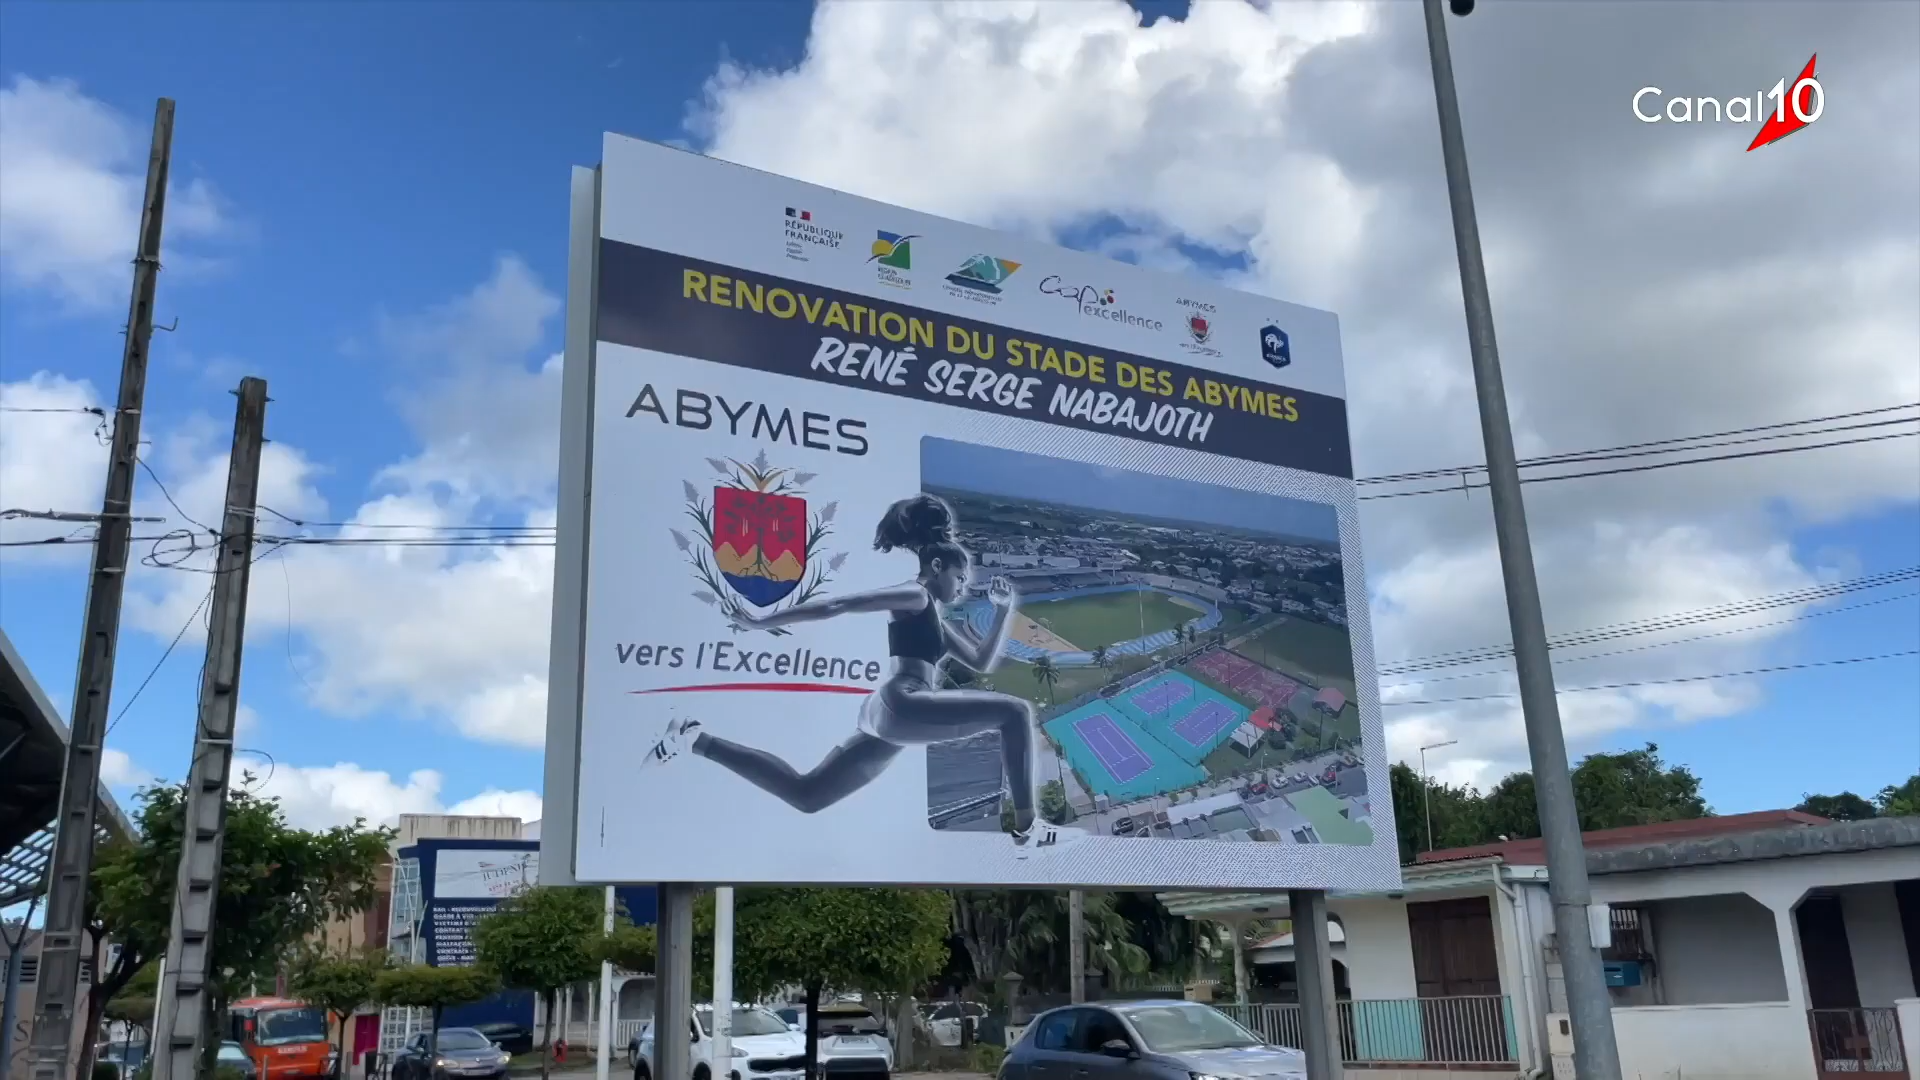 Canal10
RÉPUBLIQUE
FRANÇAISE
Cap excellence
ABYMES
RENOVATION DU STADE DES ABYMES
RENÉ SERGE NABAJOTH
ABYMES
vers l'Excellence